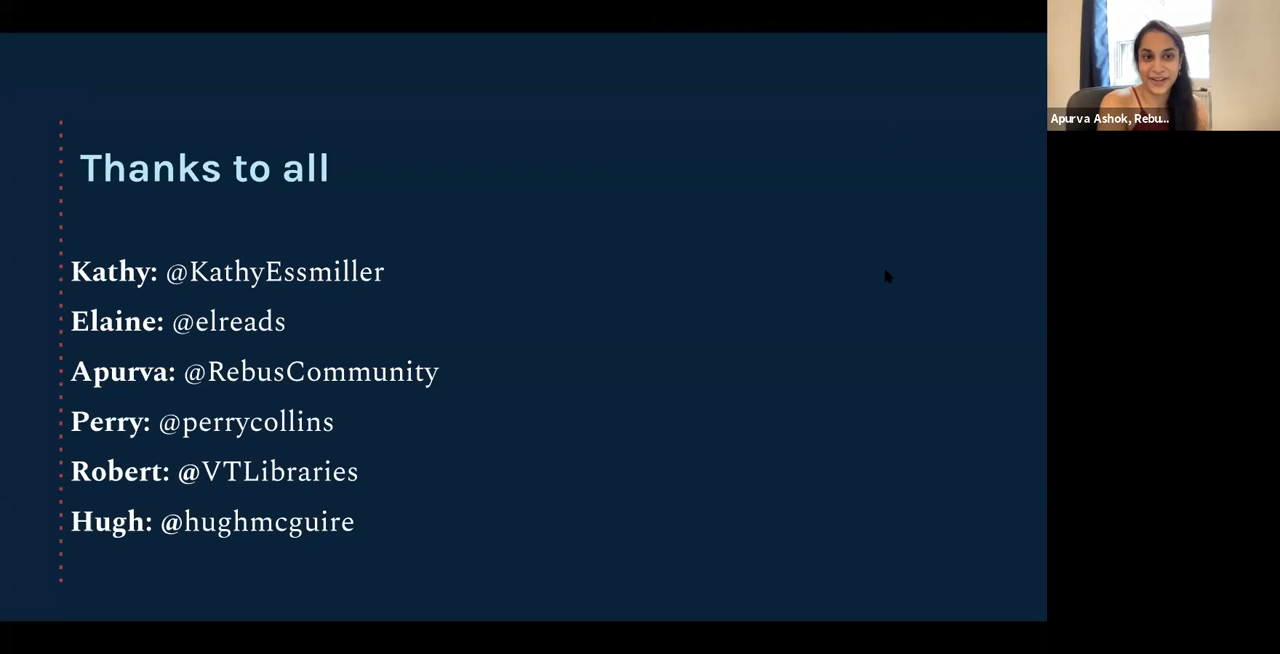 Thanks to all
Kathy: @KathyEssmiller
Elaine: @elreads
Apurva: @RebusCommunity
Perry: @perrycollins
Robert: @VTLibraries
Hugh: @hughmcguire
Apurva Ashok, Rebu...